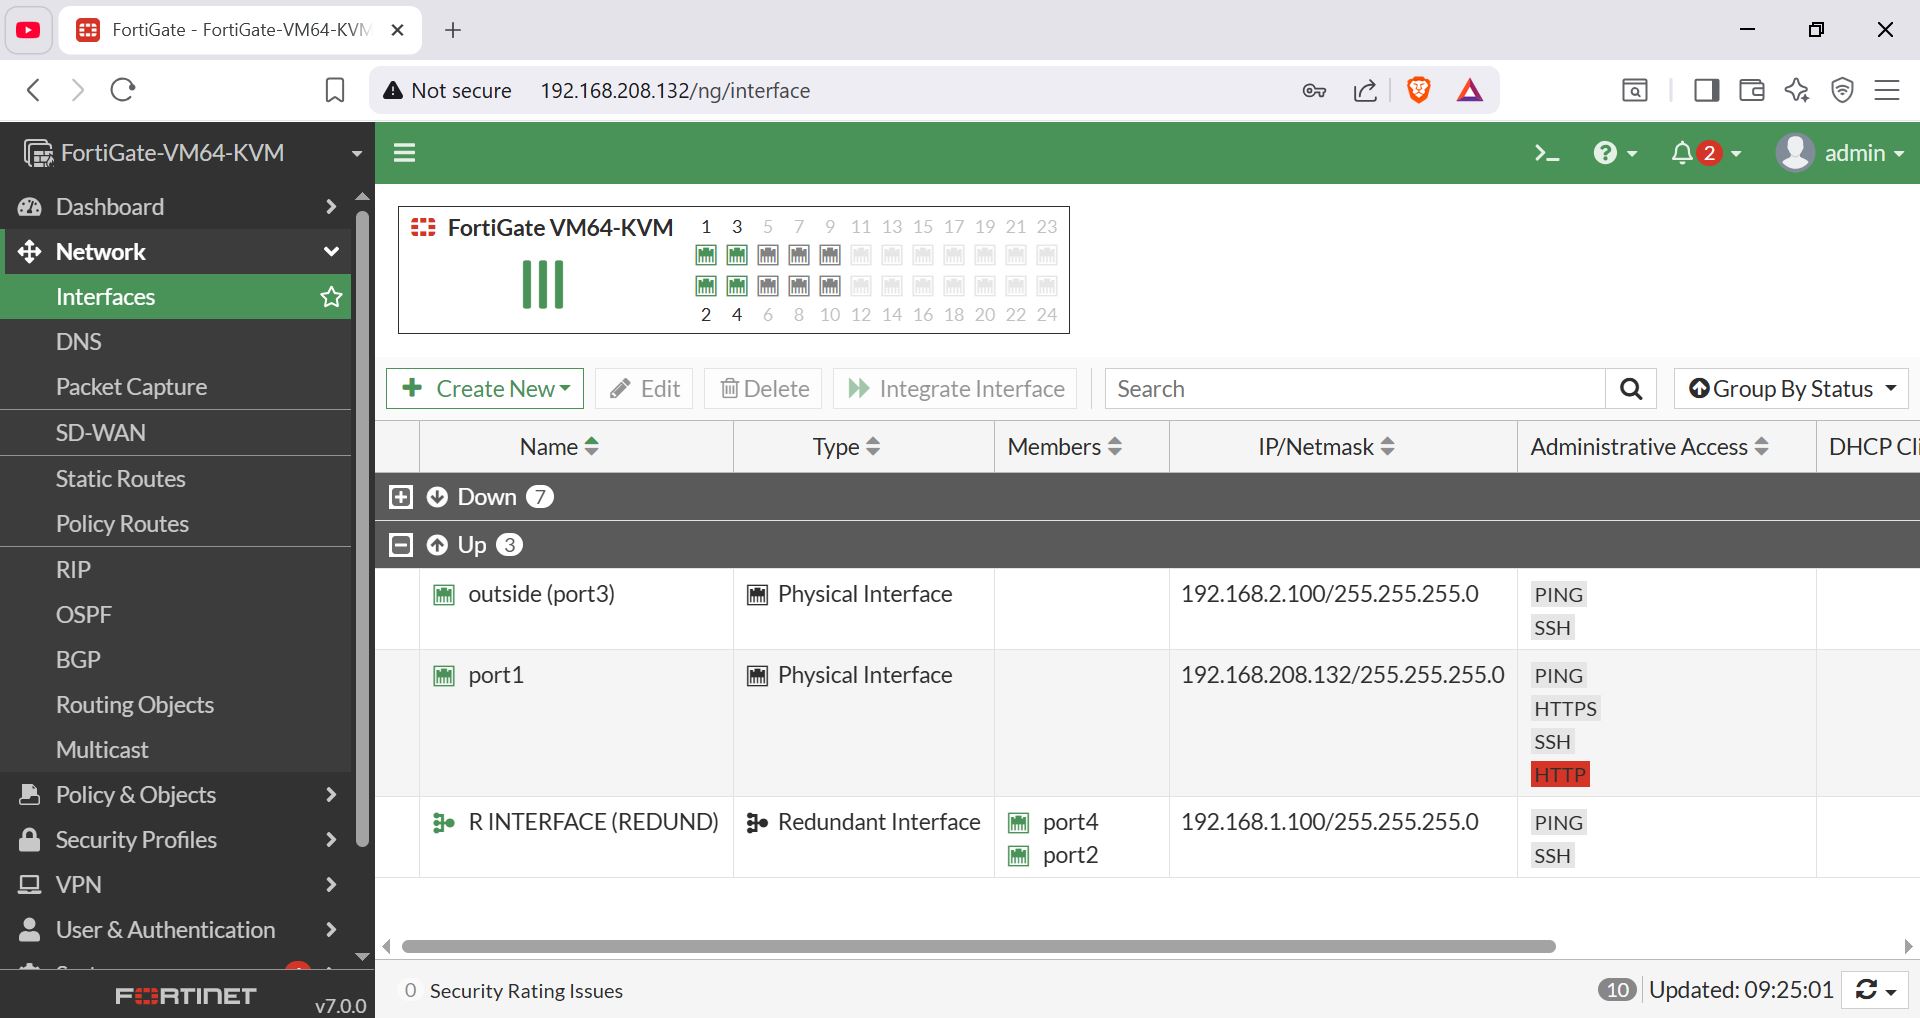 FortiGate - FortiGate-VM64-KVM
Not secure 192.168.208.132/ng/interface
FortiGate-VM64-KVM
2 admin
Dashboard
Network
Interfaces
DNS
Packet Capture
SD-WAN
Static Routes
Policy Routes
RIP
OSPF
BGP
Routing Objects
Multicast
Policy & Objects
Security Profiles
VPN
User & Authentication
FORTINET v7.0.0
FortiGate VM64-KVM
1 3 5 7 9 11 13 15 17 19 21 23
2 4 6 8 10 12 14 16 18 20 22 24
Create New Edit Delete Integrate Interface Search Group By Status
Name Type Members IP/Netmask Administrative Access DHCP Cli
Down 7
Up 3
outside (port3) Physical Interface 192.168.2.100/255.255.255.0 PING
SSH
port1 Physical Interface 192.168.208.132/255.255.255.0 PING
HTTPS
SSH
HTTP
R INTERFACE (REDUND) Redundant Interface port4 192.168.1.100/255.255.255.0 PING
port2 SSH
0 Security Rating Issues 10 Updated: 09:25:01